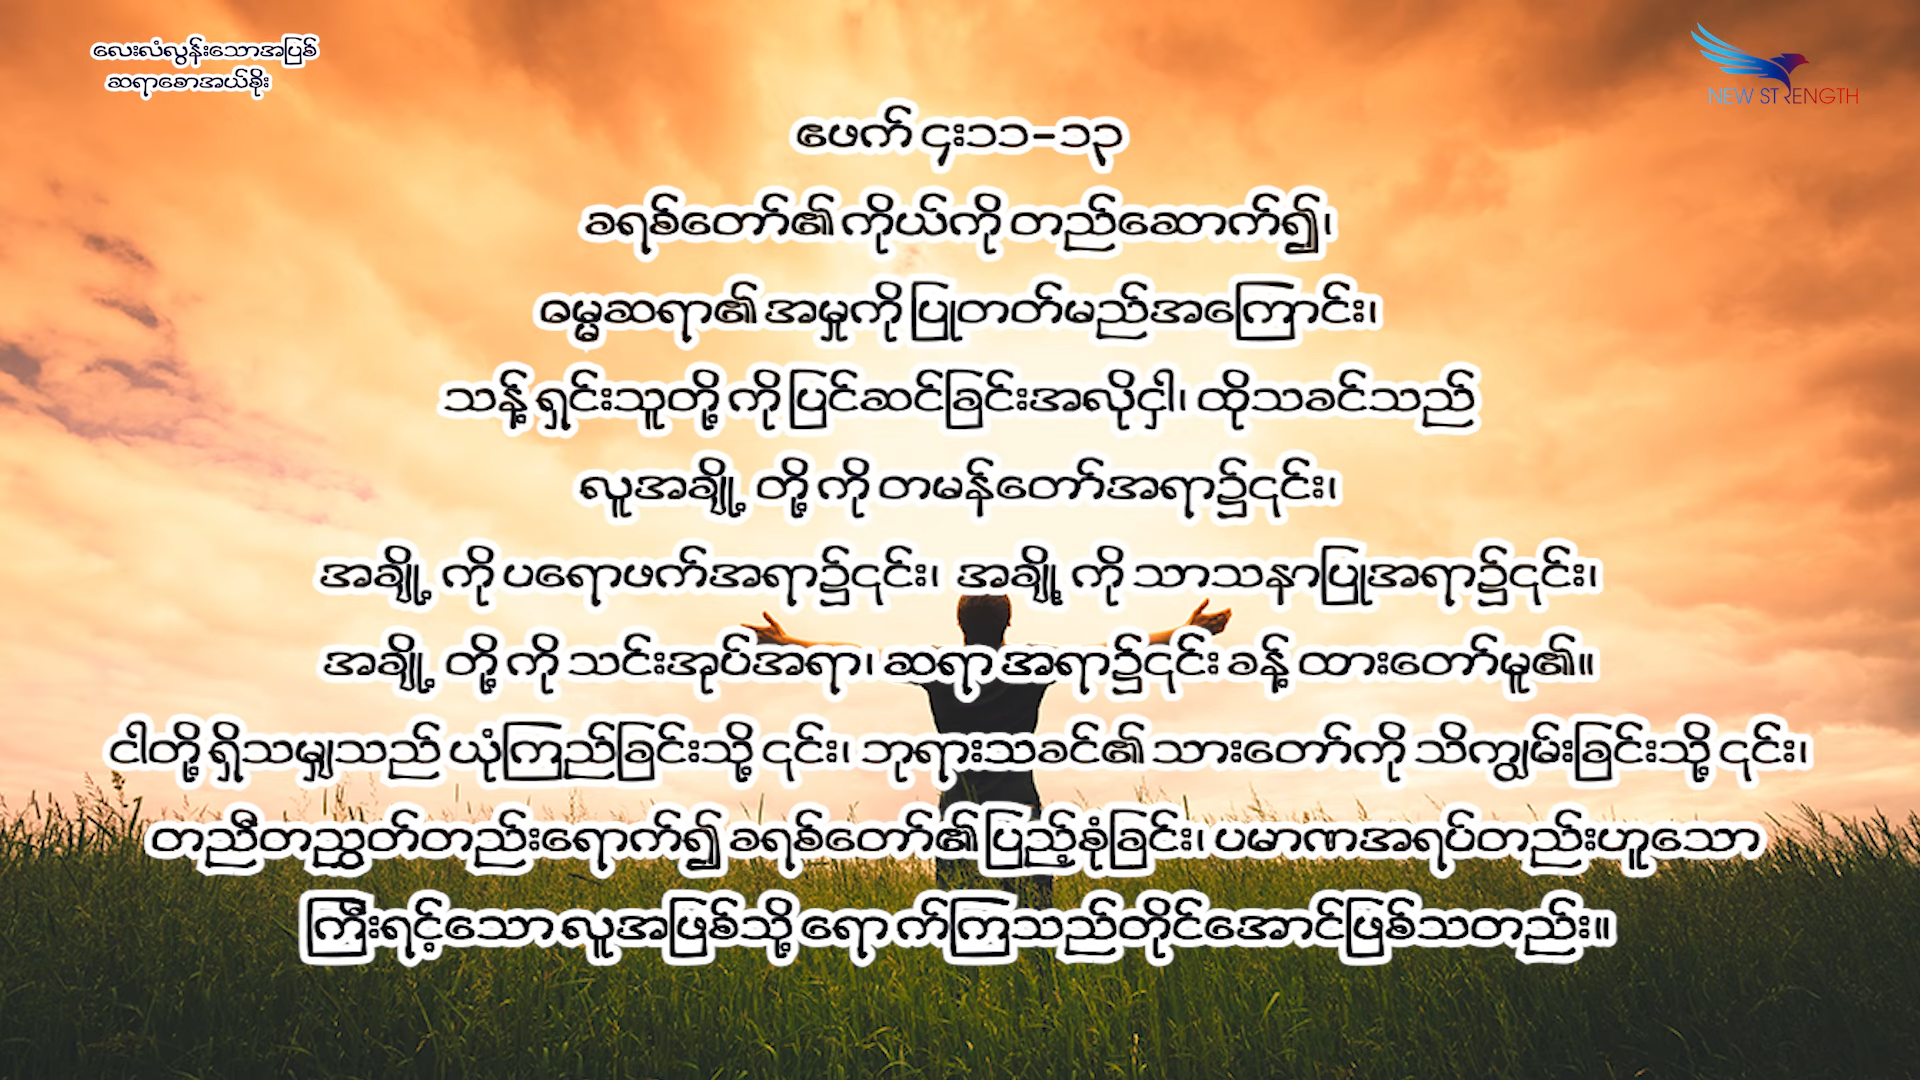 လေးလံလွန်းသောအပြစ်
ဆရာစောအယ်ခိုး
NEW STRENGTH
ဧဖက် ၄း၁၁-၁၃
ခရစ်တော်၏ ကိုယ်ကို တည်ဆောက်၍၊
ဓမ္မဆရာ၏ အမှုကို ပြုတတ်မည်အကြောင်း၊
သန့် ရှင်းသူတို့ ကို ပြင်ဆင်ခြင်းအလိုငှါ၊ ထိုသခင်သည်
လူအချို့ တို့ ကို တမန်တော်အရာ၌၎င်း၊
အချို့ ကို ပရောဖက်အရာ၌၎င်း၊ အချို့ ကို သာသနာပြုအရာ၌၎င်း၊
အချို့ တို့ ကို သင်းအုပ်အရာ၊ ဆရာ အရာ၌၎င်း ခန့် ထားတော်မူ၏။
ငါတို့ ရှိသမျှသည် ယုံကြည်ခြင်းသို့ ၎င်း၊ ဘုရားသခင်၏ သားတော်ကို သိကျွမ်းခြင်းသို့ ၎င်း၊
တညီတညွတ်တည်းရောက်၍ ခရစ်တော်၏ ပြည့်စုံခြင်း၊ ပမာဏအရပ်တည်းဟူသော
ကြီးရင့်သော လူအဖြစ်သို့ ရော က်ကြသည်တိုင်အောင်ဖြစ်သတည်း။